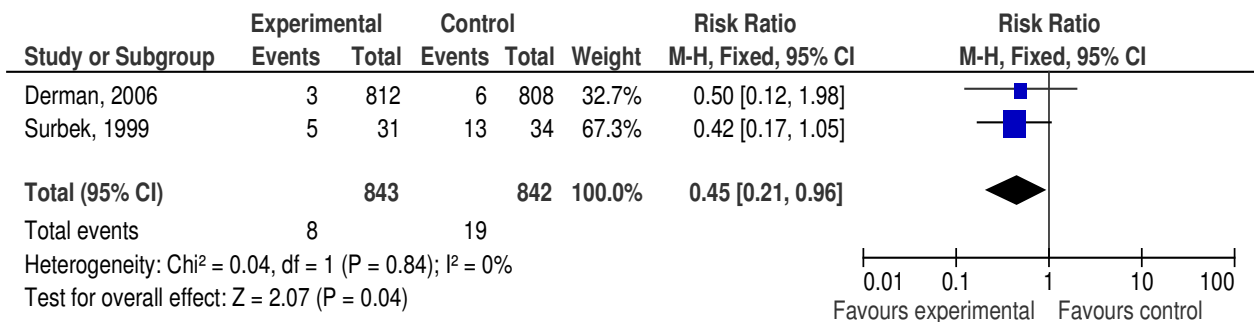 Experimental Control Risk Ratio Risk Ratio
Study or Subgroup Events Total Events Total Weight M-H, Fixed, 95% CI M-H, Fixed, 95% CI
Derman, 2006 3 812 6 808 32.7% 0.50 [0.12, 1.98]
Surbek, 1999 5 31 13 34 67.3% 0.42 [0.17, 1.05]
Total (95% CI) 843 842 100.0% 0.45 [0.21, 0.96]
Total events 8 19
Heterogeneity: Chi² = 0.04, df = 1 (P = 0.84); I² = 0%
Test for overall effect: Z = 2.07 (P = 0.04)
0.01 0.1 1 10 100
Favours experimental Favours control